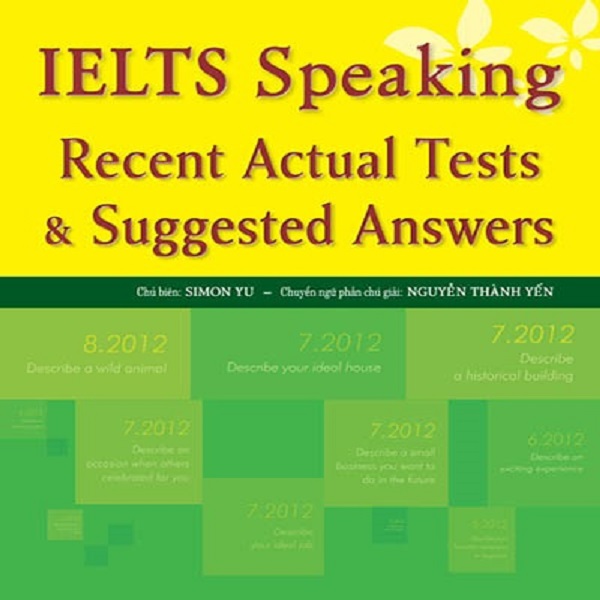 IELTS Speaking
Recent Actual Tests
& Suggested Answers
Chủ biên: SIMON YU – Chuyển ngữ phần chú giải: NGUYỄN THÀNH YẾN
8.2012
Describe a wild animal
7.2012
Describe your ideal house
7.2012
Describe
a historical building
7.2012
Describe an
occasion when others
celebrated for you
7.2012
Describe a small
business you want to
do in the future
6.2012
Describe an
exciting experience
7.2012
Describe
your ideal job